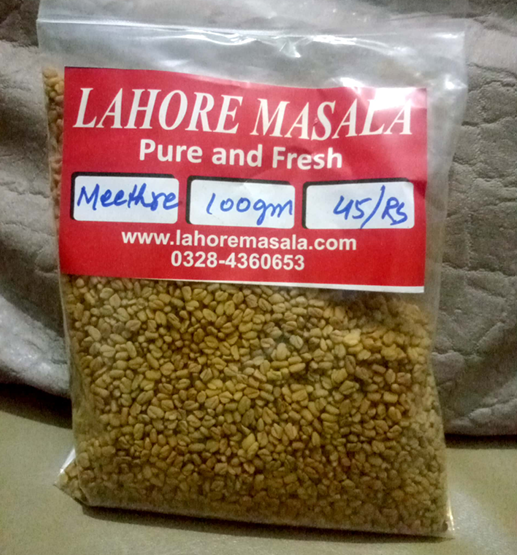 LAHORE MASALA
Pure and Fresh
Meethre 100gm 45/Rs
www.lahoremasala.com
0328-4360653